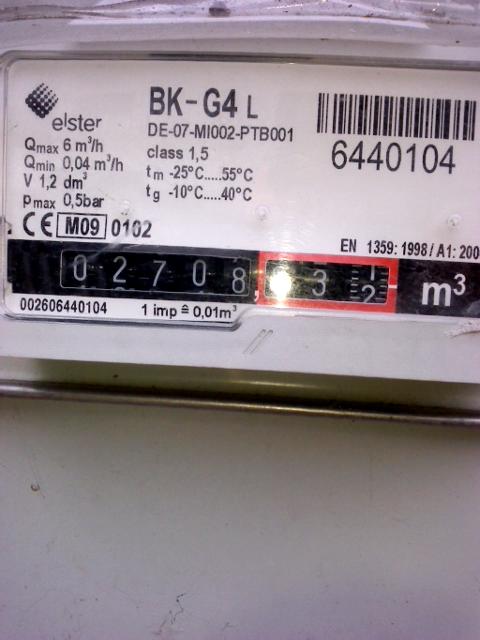 elster
BK-G4 L
DE-07-MI002-PTB001
6440104
Qmax 6 m³/h
Qmin 0,04 m³/h
V 1,2 dm³
pmax 0,5bar
class 1,5
tm -25°C.....55°C
tg -10°C.....40°C
CE M09 0102
EN 1359:1998/A1:200
02708, 3 m³
002606440104
1 imp ≙ 0,01m³